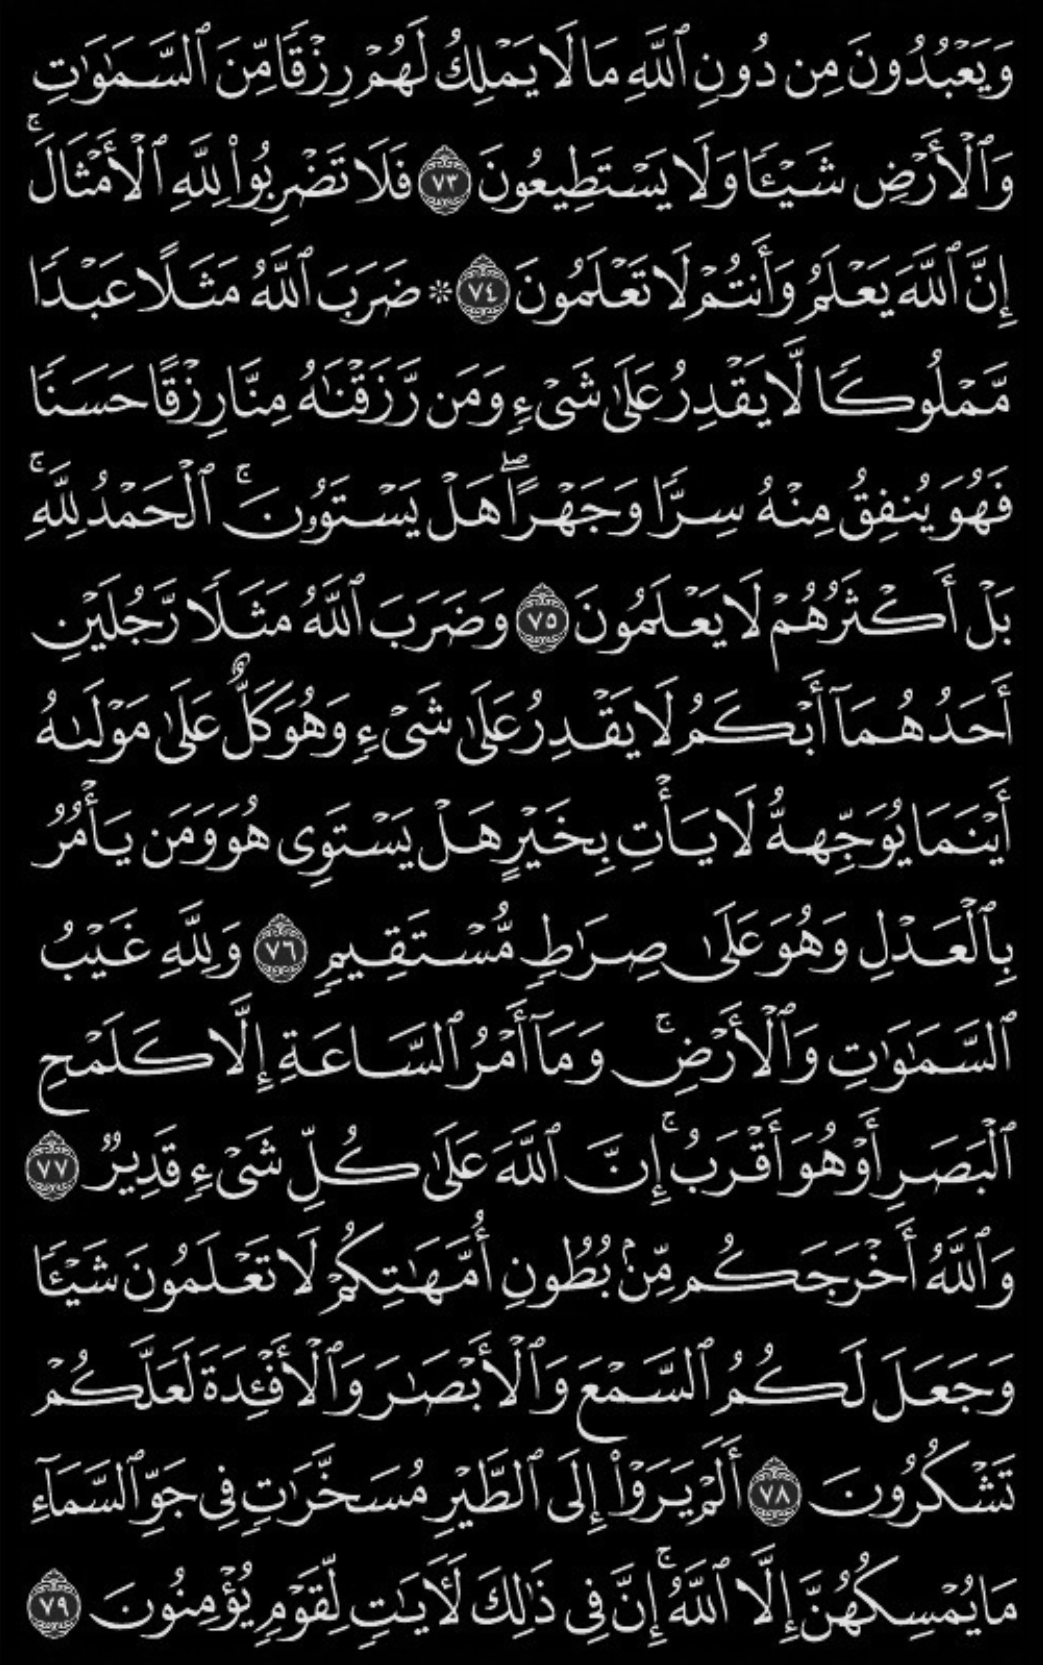 وَيَعْبُدُونَ مِن دُونِ ٱللَّهِ مَا لَا يَمْلِكُ لَهُمْ رِزْقًا مِّنَ ٱلسَّمَٰوَٰتِ
وَٱلْأَرْضِ شَيْـًٔا وَلَا يَسْتَطِيعُونَ ٧٣ فَلَا تَضْرِبُوا۟ لِلَّهِ ٱلْأَمْثَالَ ۚ
إِنَّ ٱللَّهَ يَعْلَمُ وَأَنتُمْ لَا تَعْلَمُونَ ٧٤ * ضَرَبَ ٱللَّهُ مَثَلًا عَبْدًا
مَّمْلُوكًا لَّا يَقْدِرُ عَلَىٰ شَىْءٍ وَمَن رَّزَقْنَٰهُ مِنَّا رِزْقًا حَسَنًا
فَهُوَ يُنفِقُ مِنْهُ سِرًّا وَجَهْرًا ۖ هَلْ يَسْتَوُۥنَ ۚ ٱلْحَمْدُ لِلَّهِ ۚ
بَلْ أَكْثَرُهُمْ لَا يَعْلَمُونَ ٧٥ وَضَرَبَ ٱللَّهُ مَثَلًا رَّجُلَيْنِ
أَحَدُهُمَآ أَبْكَمُ لَا يَقْدِرُ عَلَىٰ شَىْءٍ وَهُوَ كَلٌّ عَلَىٰ مَوْلَىٰهُ
أَيْنَمَا يُوَجِّههُّ لَا يَأْتِ بِخَيْرٍ هَلْ يَسْتَوِى هُوَ وَمَن يَأْمُرُ
بِٱلْعَدْلِ وَهُوَ عَلَىٰ صِرَٰطٍ مُّسْتَقِيمٍ ٧٦ وَلِلَّهِ غَيْبُ
ٱلسَّمَٰوَٰتِ وَٱلْأَرْضِ ۚ وَمَآ أَمْرُ ٱلسَّاعَةِ إِلَّا كَلَمْحِ
ٱلْبَصَرِ أَوْ هُوَ أَقْرَبُ ۚ إِنَّ ٱللَّهَ عَلَىٰ كُلِّ شَىْءٍ قَدِيرٌ ٧٧
وَٱللَّهُ أَخْرَجَكُم مِّنۢ بُطُونِ أُمَّهَٰتِكُمْ لَا تَعْلَمُونَ شَيْـًٔا
وَجَعَلَ لَكُمُ ٱلسَّمْعَ وَٱلْأَبْصَٰرَ وَٱلْأَفْـِٔدَةَ لَعَلَّكُمْ
تَشْكُرُونَ ٧٨ أَلَمْ يَرَوْا۟ إِلَى ٱلطَّيْرِ مُسَخَّرَٰتٍ فِى جَوِّ ٱلسَّمَآءِ
مَا يُمْسِكُهُنَّ إِلَّا ٱللَّهُ ۚ إِنَّ فِى ذَٰلِكَ لَـَٔايَٰتٍ لِّقَوْمٍ يُؤْمِنُونَ ٧٩